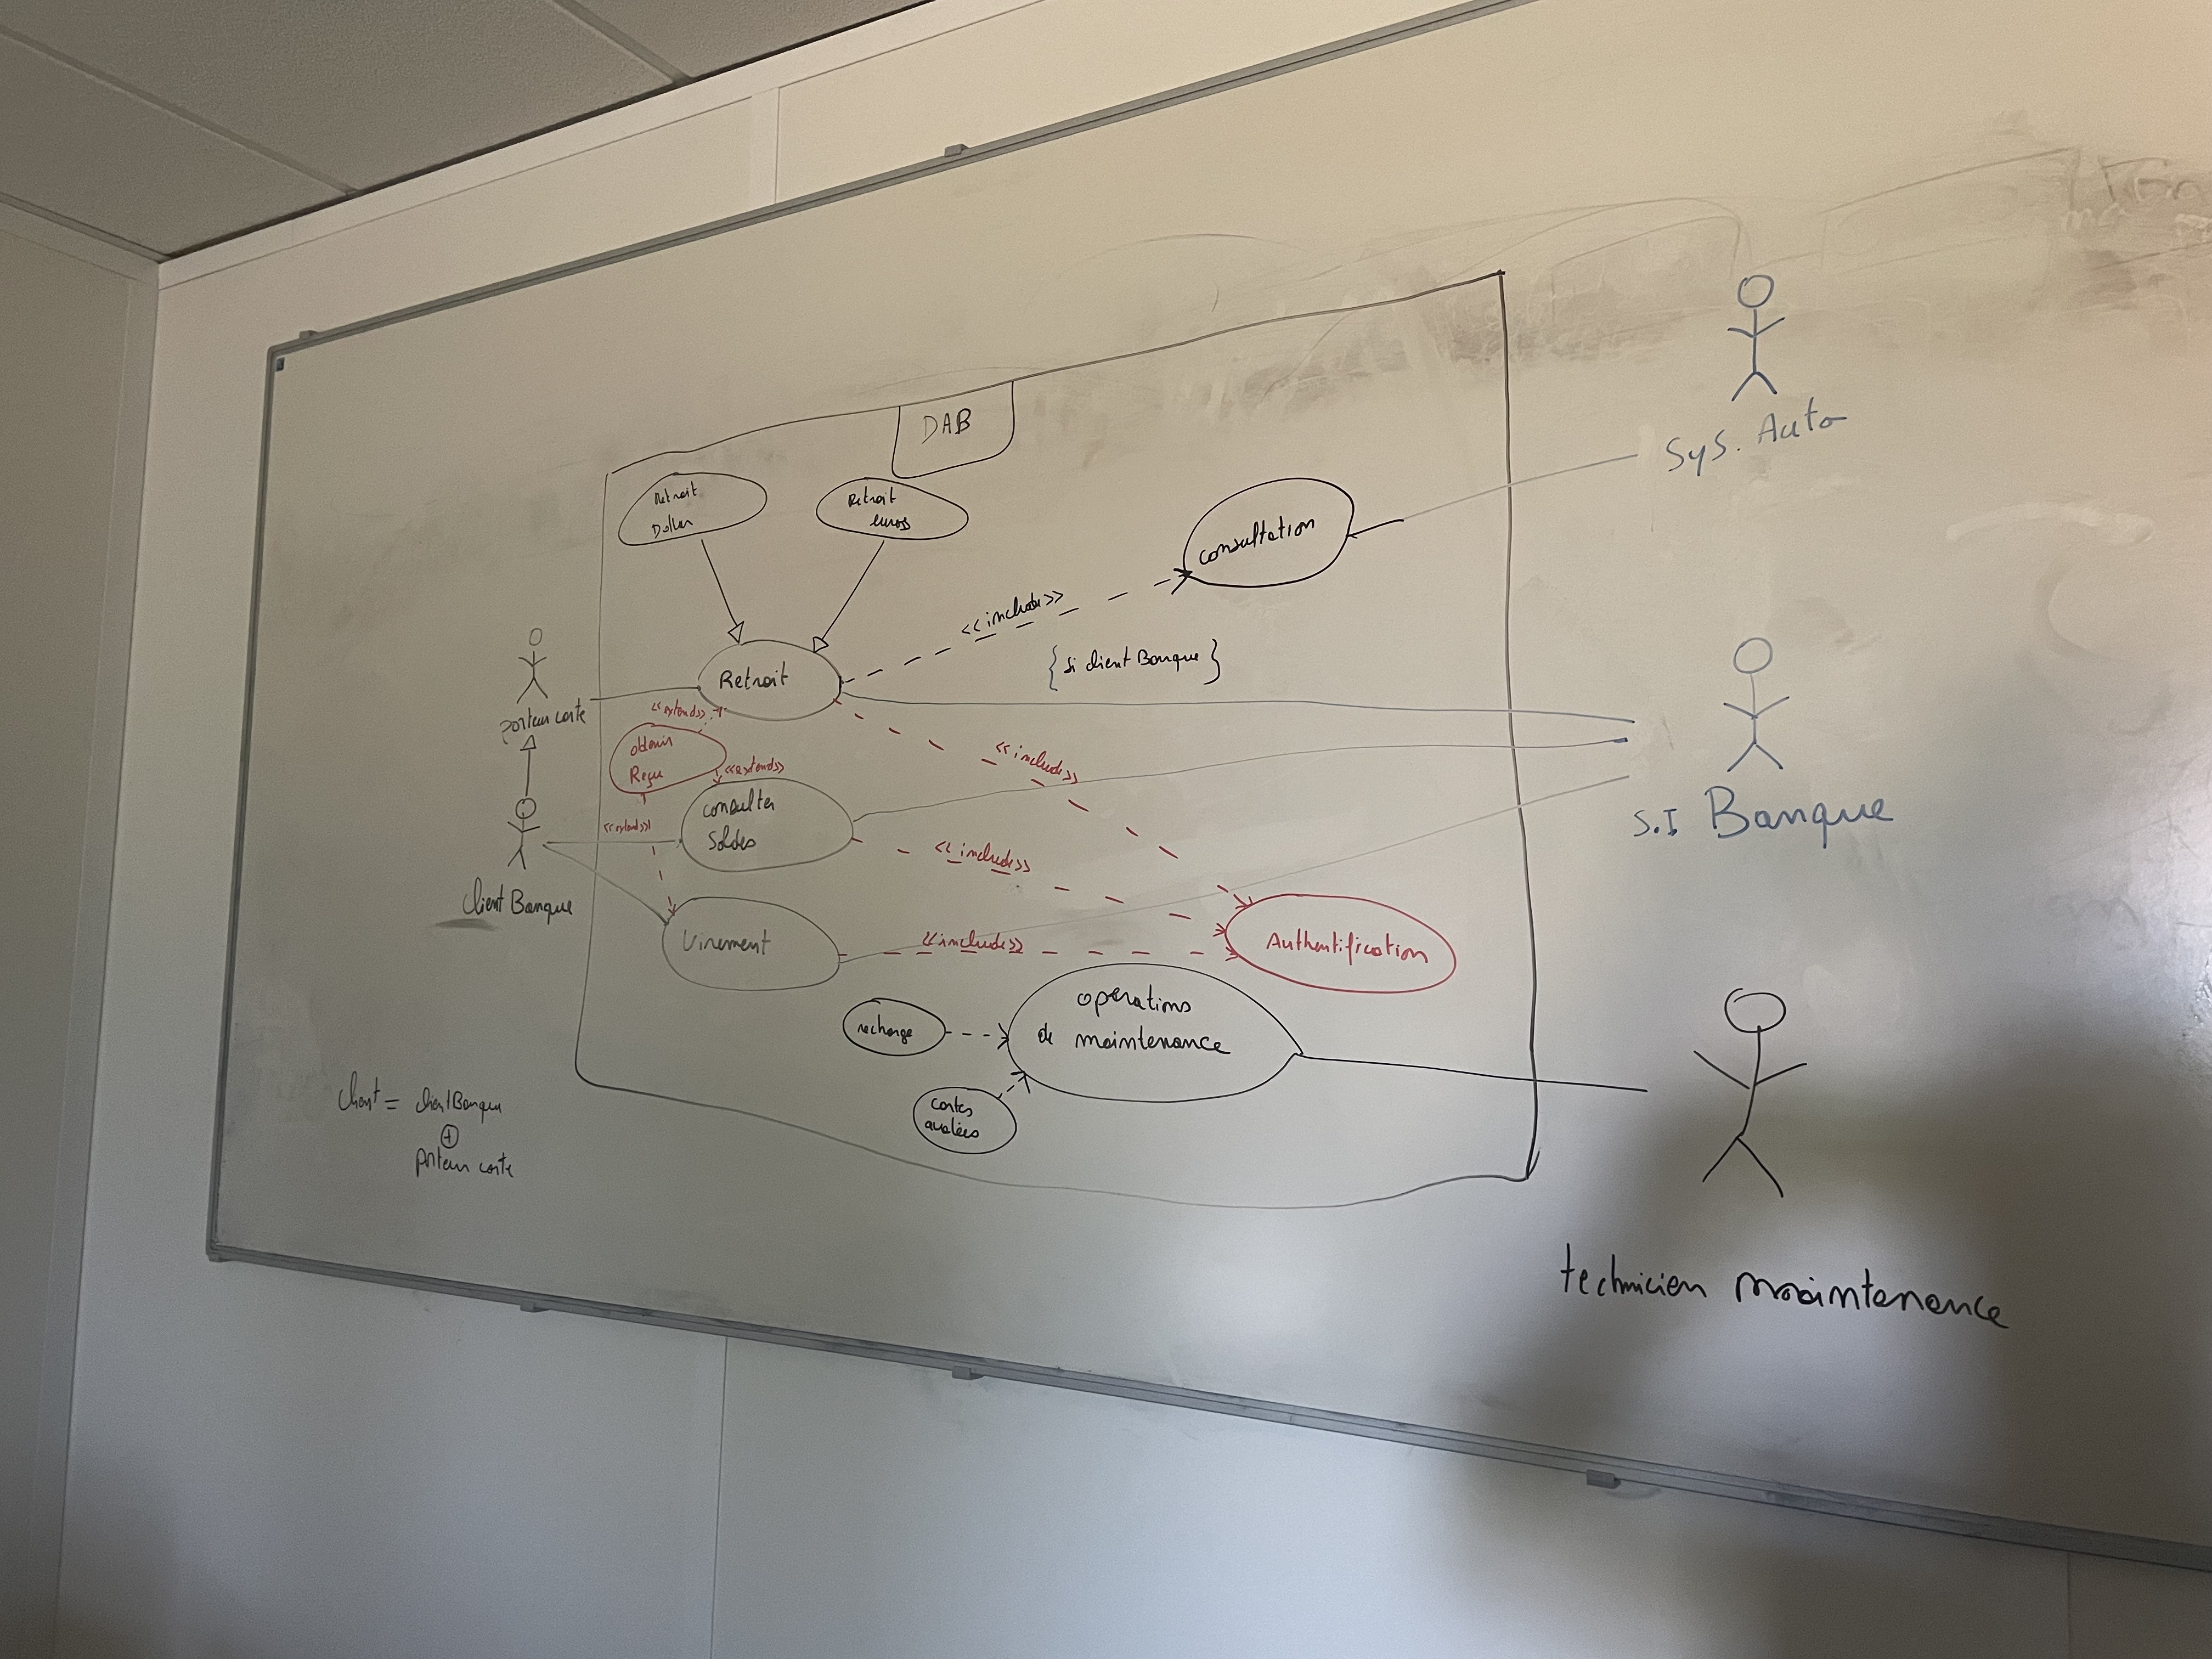 DAB
Sys. Auto
Retrait
Dollar
Retrait
euros
consultation
<<include>>
{si client Banque}
Retrait
porteur carte
<<extends>>
obtenir
Reçu
<<extends>>
<<include>>
consulter
Soldes
S.I Banque
<<extends>>
<<include>>
client Banque
Virement
<<include>>
Authentification
operations
de maintenance
recharge
cartes
avalées
client = client Banque
+
porteur carte
technicien maintenance